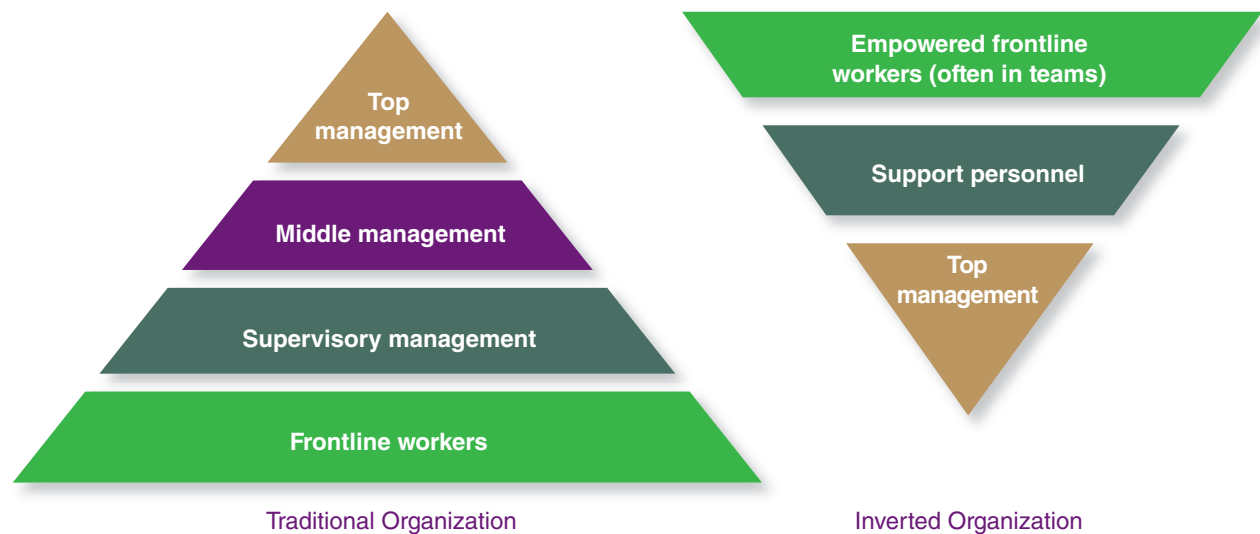 Top
management
Middle management
Supervisory management
Frontline workers
Traditional Organization
Empowered frontline
workers (often in teams)
Support personnel
Top
management
Inverted Organization